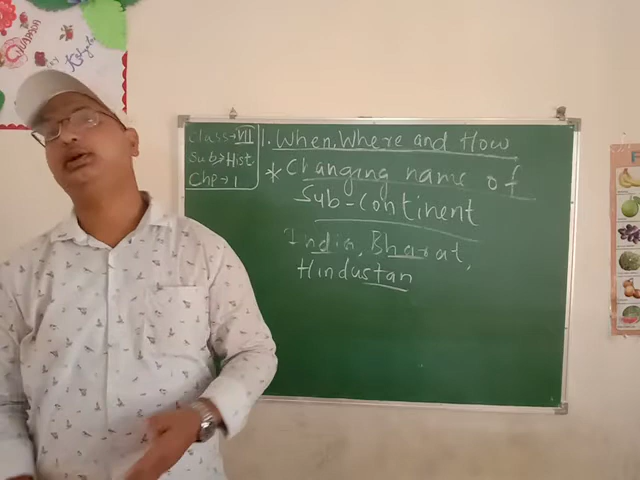 Class→VII
Sub→Hist
Chp→1
1. When, Where and How
* Changing name of
Sub-Continent
India, Bharat,
Hindustan